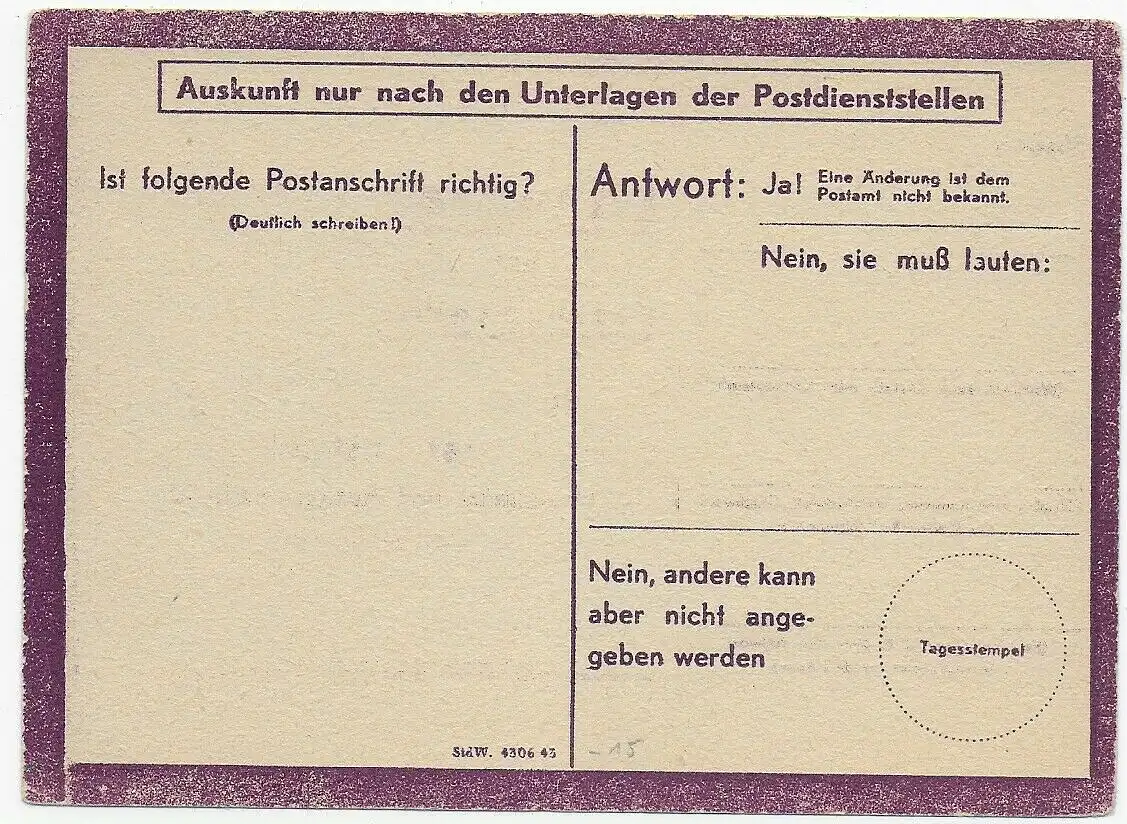 Auskunft nur nach den Unterlagen der Postdienststellen
Ist folgende Postanschrift richtig?
(Deutlich schreiben!)
StdW. 4306 43
Antwort: Ja! Eine Änderung ist dem
Postamt nicht bekannt.
Nein, sie muß lauten:
Nein, andere kann
aber nicht ange-
geben werden
Tagesstempel
-15